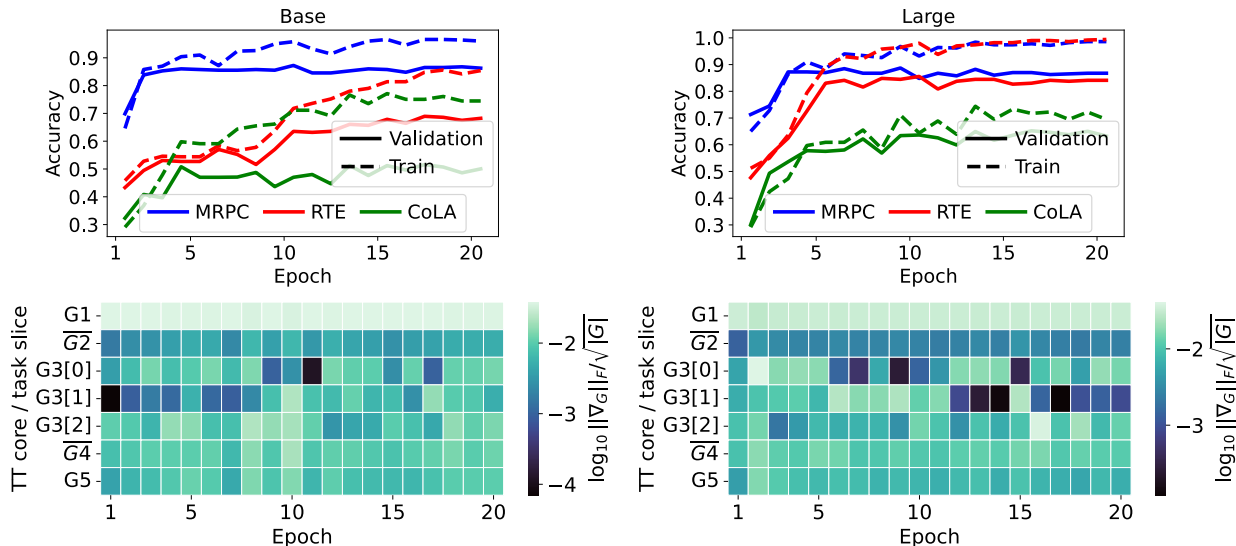 Base
Accuracy
0.9
0.8
0.7
0.6
0.5
0.4
0.3
Validation
Train
MRPC RTE CoLA
1 5 10 15 20
Epoch
Large
Accuracy
1.0
0.9
0.8
0.7
0.6
0.5
0.4
0.3
Validation
Train
MRPC RTE CoLA
1 5 10 15 20
Epoch
TT core / task slice
G1
G2
G3[0]
G3[1]
G3[2]
G4
G5
1 5 10 15 20
Epoch
−2
−3
−4
log₁₀ ||∇_G||_F/√|G|
TT core / task slice
G1
G2
G3[0]
G3[1]
G3[2]
G4
G5
1 5 10 15 20
Epoch
−2
−3
log₁₀ ||∇_G||_F/√|G|